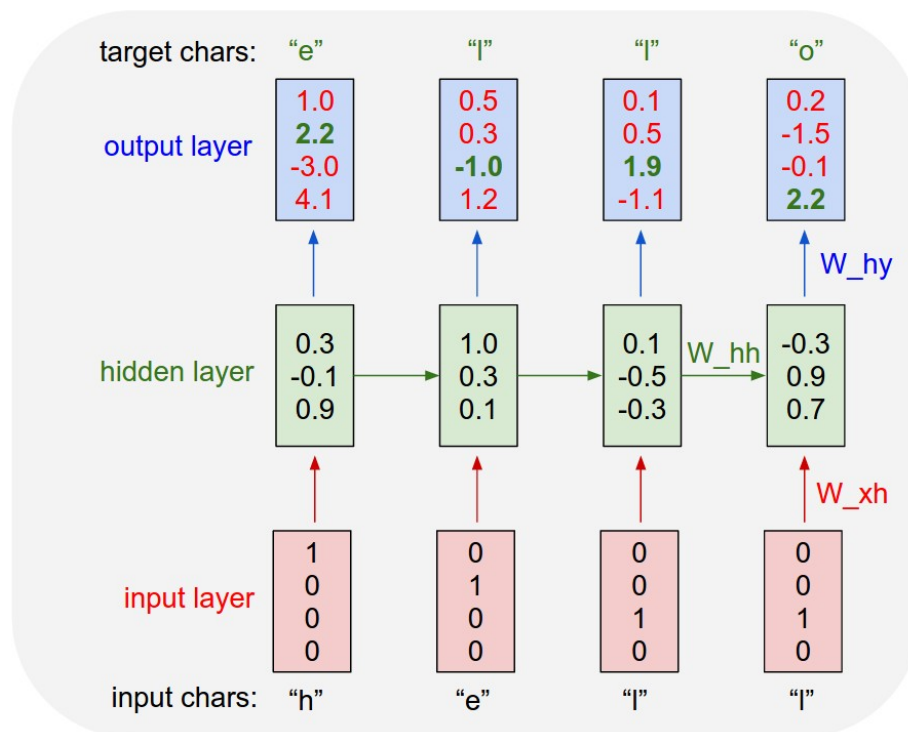 target chars: “e” “l” “l” “o”
output layer
1.0 0.5 0.1 0.2
2.2 0.3 0.5 -1.5
-3.0 -1.0 1.9 -0.1
4.1 1.2 -1.1 2.2
W_hy
hidden layer
0.3 1.0 0.1 -0.3
-0.1 0.3 -0.5 W_hh 0.9
0.9 0.1 -0.3 0.7
W_xh
input layer
1 0 0 0
0 1 0 0
0 0 1 1
0 0 0 0
input chars: “h” “e” “l” “l”